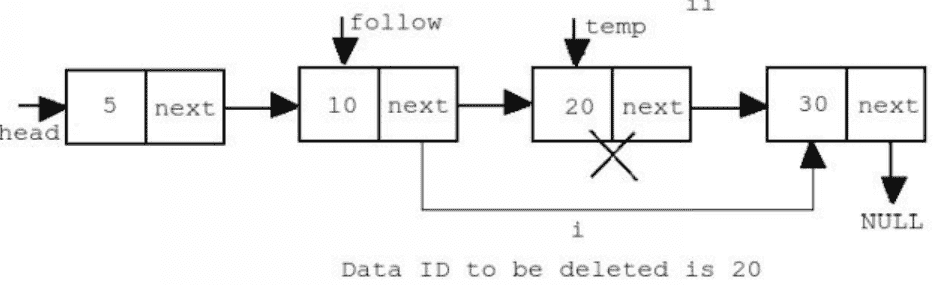 ii
follow
temp
head 5 next 10 next 20 next 30 next
NULL
i
Data ID to be deleted is 20